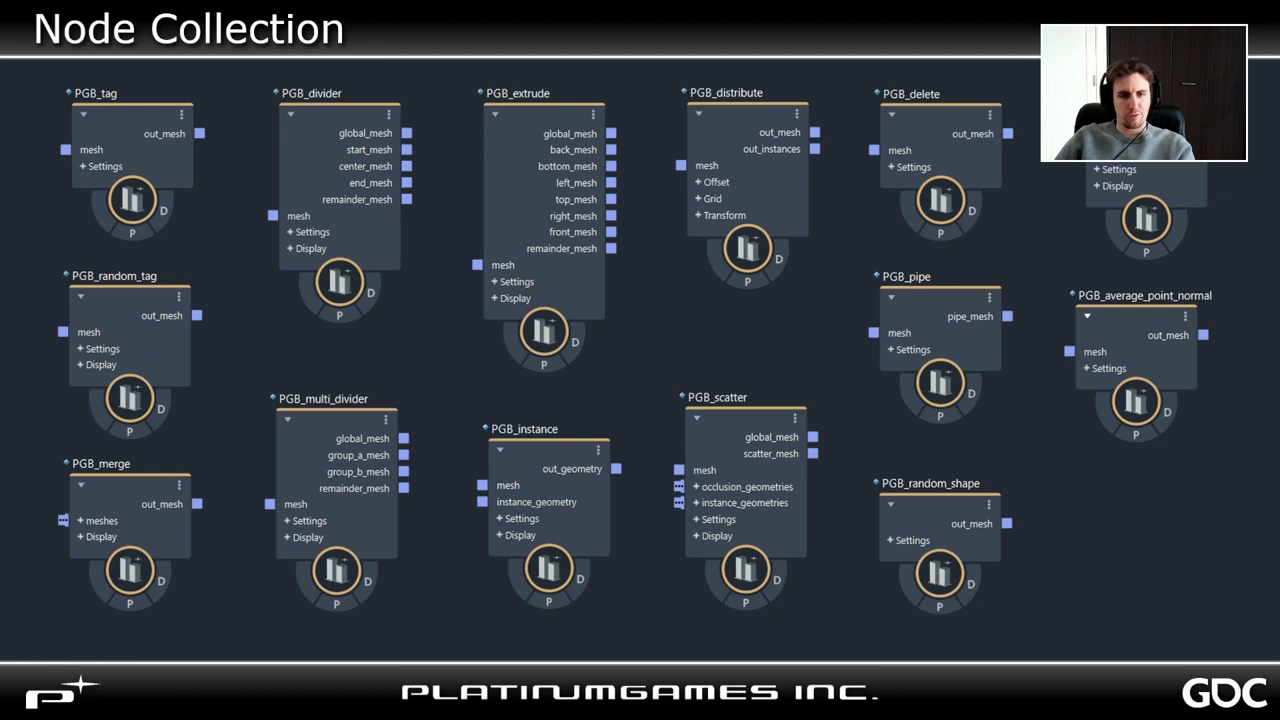 Node Collection
PGB_tag
out_mesh
mesh
+ Settings
D
P
PGB_divider
global_mesh
start_mesh
center_mesh
end_mesh
remainder_mesh
mesh
+ Settings
+ Display
D
P
PGB_extrude
global_mesh
back_mesh
bottom_mesh
left_mesh
top_mesh
right_mesh
front_mesh
remainder_mesh
mesh
+ Settings
+ Display
D
P
PGB_distribute
out_mesh
out_instances
mesh
+ Offset
+ Grid
+ Transform
D
P
PGB_delete
out_mesh
mesh
+ Settings
D
P
+ Settings
+ Display
D
P
PGB_random_tag
out_mesh
mesh
+ Settings
+ Display
D
P
PGB_pipe
pipe_mesh
mesh
+ Settings
D
P
PGB_average_point_normal
out_mesh
mesh
+ Settings
D
P
PGB_merge
out_mesh
+ meshes
+ Display
D
P
PGB_multi_divider
global_mesh
group_a_mesh
group_b_mesh
remainder_mesh
mesh
+ Settings
+ Display
D
P
PGB_instance
out_geometry
mesh
instance_geometry
+ Settings
+ Display
D
P
PGB_scatter
global_mesh
scatter_mesh
mesh
+ occlusion_geometries
+ instance_geometries
+ Settings
+ Display
D
P
PGB_random_shape
out_mesh
+ Settings
D
P
PLATINUMGAMES INC.
GDC